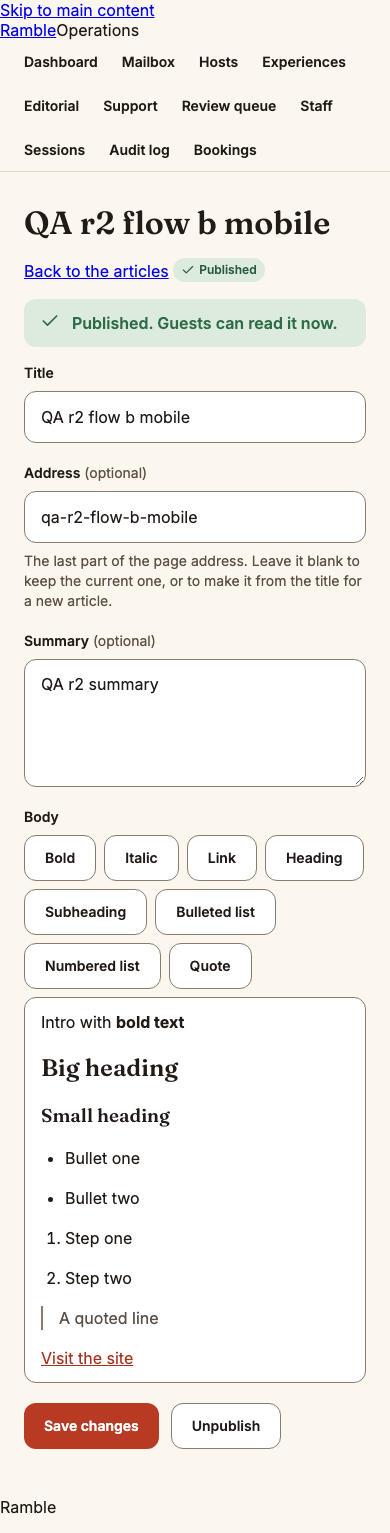 Skip to main content
RambleOperations
Dashboard Mailbox Hosts Experiences
Editorial Support Review queue Staff
Sessions Audit log Bookings
QA r2 flow b mobile
Back to the articles Published
Published. Guests can read it now.
Title
QA r2 flow b mobile
Address (optional)
qa-r2-flow-b-mobile
The last part of the page address. Leave it blank to
keep the current one, or to make it from the title for
a new article.
Summary (optional)
QA r2 summary
Body
Bold Italic Link Heading
Subheading Bulleted list
Numbered list Quote
Intro with bold text
Big heading
Small heading
• Bullet one
• Bullet two
1. Step one
2. Step two
A quoted line
Visit the site
Save changes Unpublish
Ramble